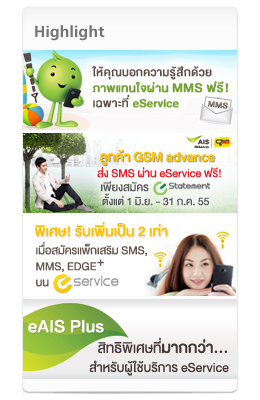 Highlight
ให้คุณบอกความรู้สึกด้วย
ภาพแทนใจผ่าน MMS ฟรี!
เฉพาะที่ eService
MMS
AIS
GSM
ลูกค้า GSM advance
ส่ง SMS ผ่าน eService ฟรี!
เพียงสมัคร eStatement
ตั้งแต่ 1 มิ.ย. - 31 ก.ค. 55
พิเศษ! รับเพิ่มเป็น 2 เท่า
เมื่อสมัครแพ็กเสริม SMS,
MMS, EDGE+
บน eservice
eAIS Plus
สิทธิพิเศษที่มากกว่า...
สำหรับผู้ใช้บริการ eService